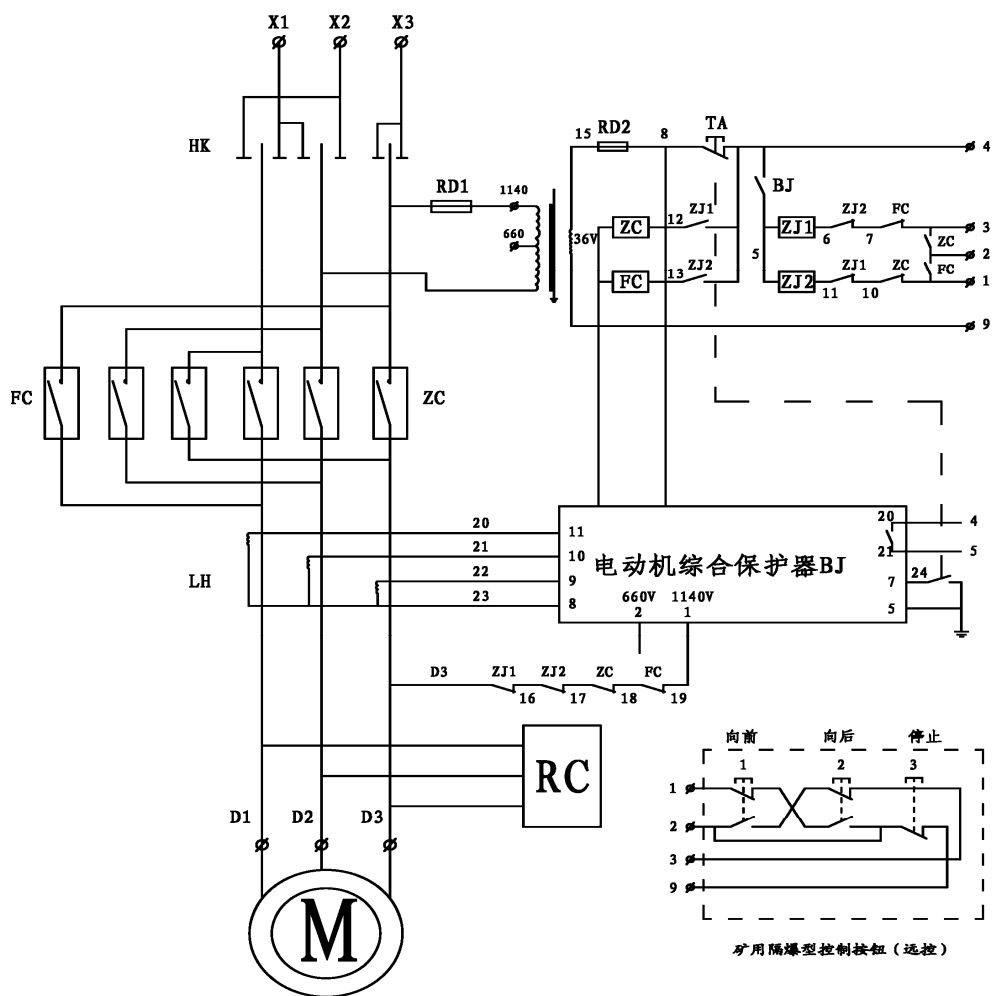 X1 X2 X3
HK
RD1 1140
660
15 RD2 8 TA 4
BJ
36V
ZC 12 ZJ1 ZJ1 6 ZJ2 7 FC 3
5 ZC 2
FC 13 ZJ2 ZJ2 11 ZJ1 10 ZC FC 1
9
FC ZC
20 11 20 4
21 10 电动机综合保护器BJ 21 5
LH 22 9 660V 1140V 7 24
23 8 2 1 5
D3 ZJ1 16 ZJ2 17 ZC 18 FC 19
RC
D1 D2 D3
M
向前 向后 停止
1 2 3
1
2
3
9
矿用隔爆型控制按钮（远控）